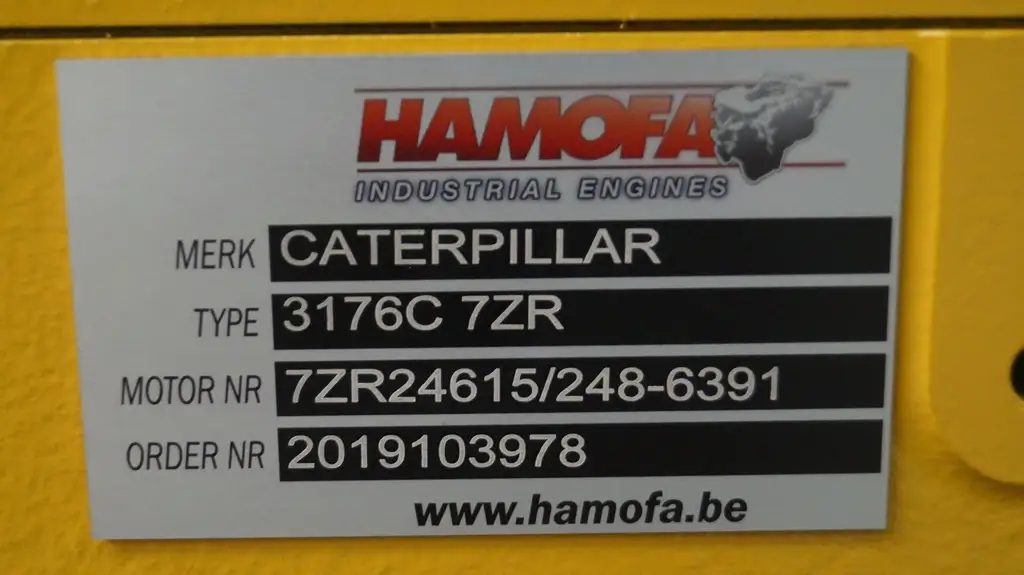 HAMOFA
INDUSTRIAL ENGINES
MERK CATERPILLAR
TYPE 3176C 7ZR
MOTOR NR 7ZR24615/248-6391
ORDER NR 2019103978
www.hamofa.be